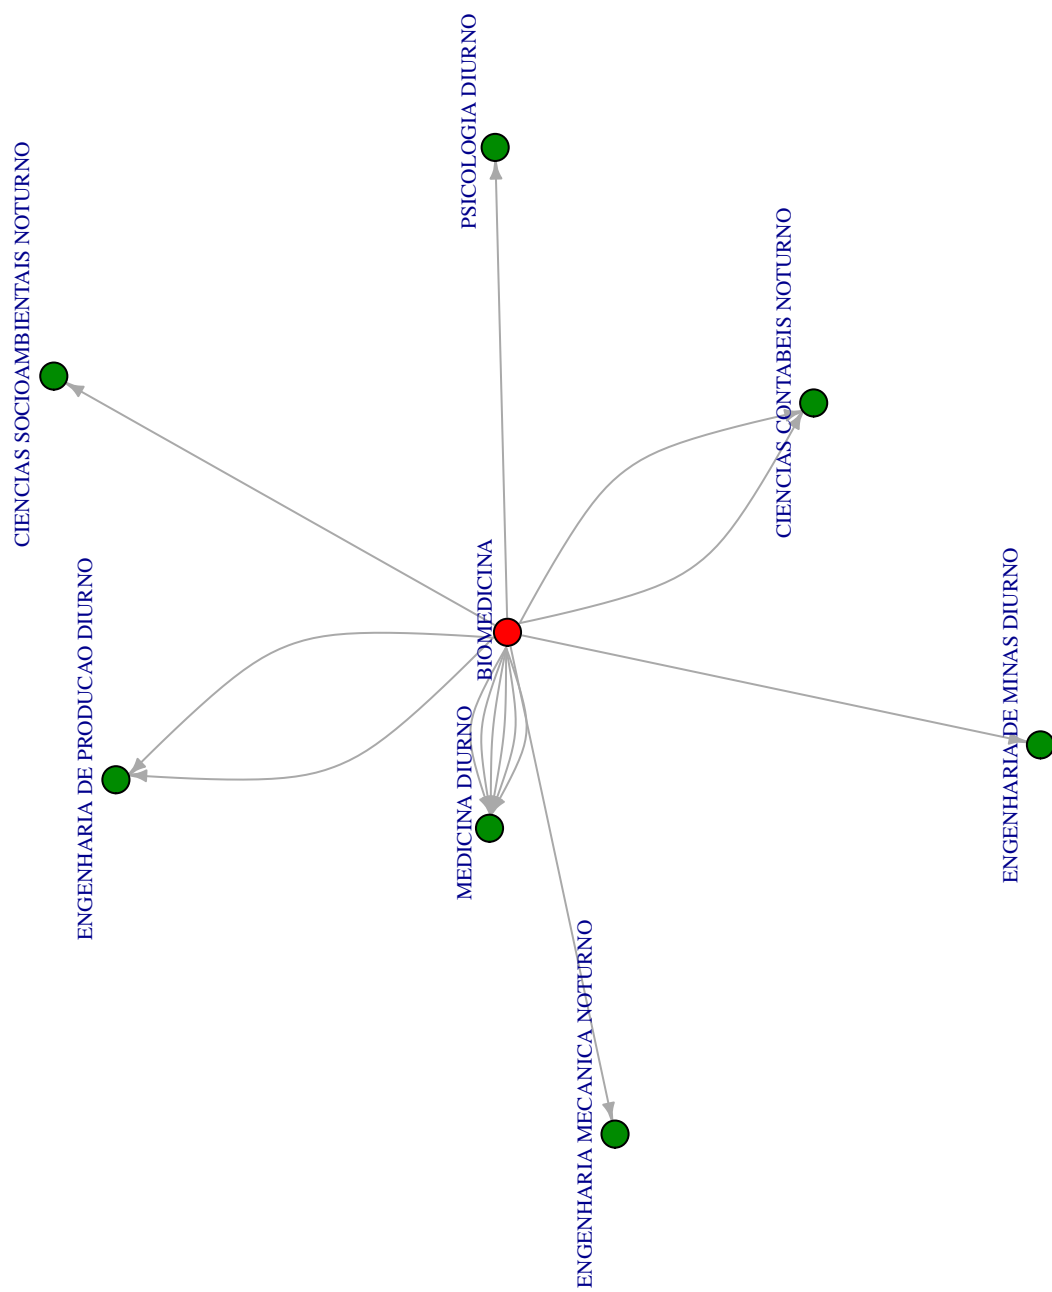 PSICOLOGIA DIURNO
CIENCIAS SOCIOAMBIENTAIS NOTURNO
CIENCIAS CONTABEIS NOTURNO
BIOMEDICINA
ENGENHARIA DE MINAS DIURNO
ENGENHARIA DE PRODUCAO DIURNO
MEDICINA DIURNO
ENGENHARIA MECANICA NOTURNO